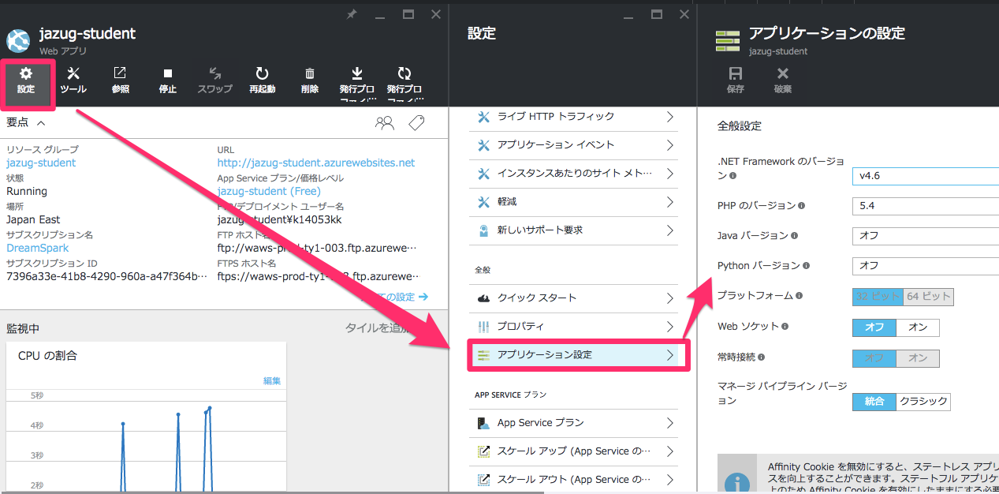 jazug-student
Web アプリ
設定
ツール
参照
停止
スワップ
再起動
削除
発行プロ
ファイ…
発行プロ
ファイ…
要点
リソース グループ
jazug-student
状態
Running
場所
Japan East
サブスクリプション名
DreamSpark
サブスクリプション ID
7396a33e-41b8-4290-960a-a47f364b…
URL
http://jazug-student.azurewebsites.net
App Service プラン/価格レベル
jazug-student (Free)
/デプロイメント ユーザー名
jazug-student¥k14053kk
FTP ホスト名
ftp://waws-prod-ty1-003.ftp.azurewe…
FTPS ホスト名
ftps://waws-prod-ty1-003.ftp.azurewe…
ての設定 →
監視中
タイルを追加
CPU の割合
編集
5秒
4秒
3秒
2秒
設定
ライブ HTTP トラフィック
アプリケーション イベント
インスタンスあたりのサイト メト…
軽減
新しいサポート要求
全般
クイック スタート
プロパティ
アプリケーション設定
APP SERVICE プラン
App Service プラン
スケール アップ (App Service の…
スケール アウト (App Service の…
アプリケーションの設定
jazug-student
保存
破棄
全般設定
.NET Framework のバージョ
ン
v4.6
PHP のバージョン
5.4
Java バージョン
オフ
Python バージョン
オフ
プラットフォーム
32 ビット 64 ビット
Web ソケット
オフ オン
常時接続
オフ オン
マネージ パイプライン バージ
ョン
統合 クラシック
Affinity Cookie を無効にすると、ステートレス アプリ
スを向上することができます。ステートフル アプリケ
上のため Affinity Cookie を有効にしたままにする必要